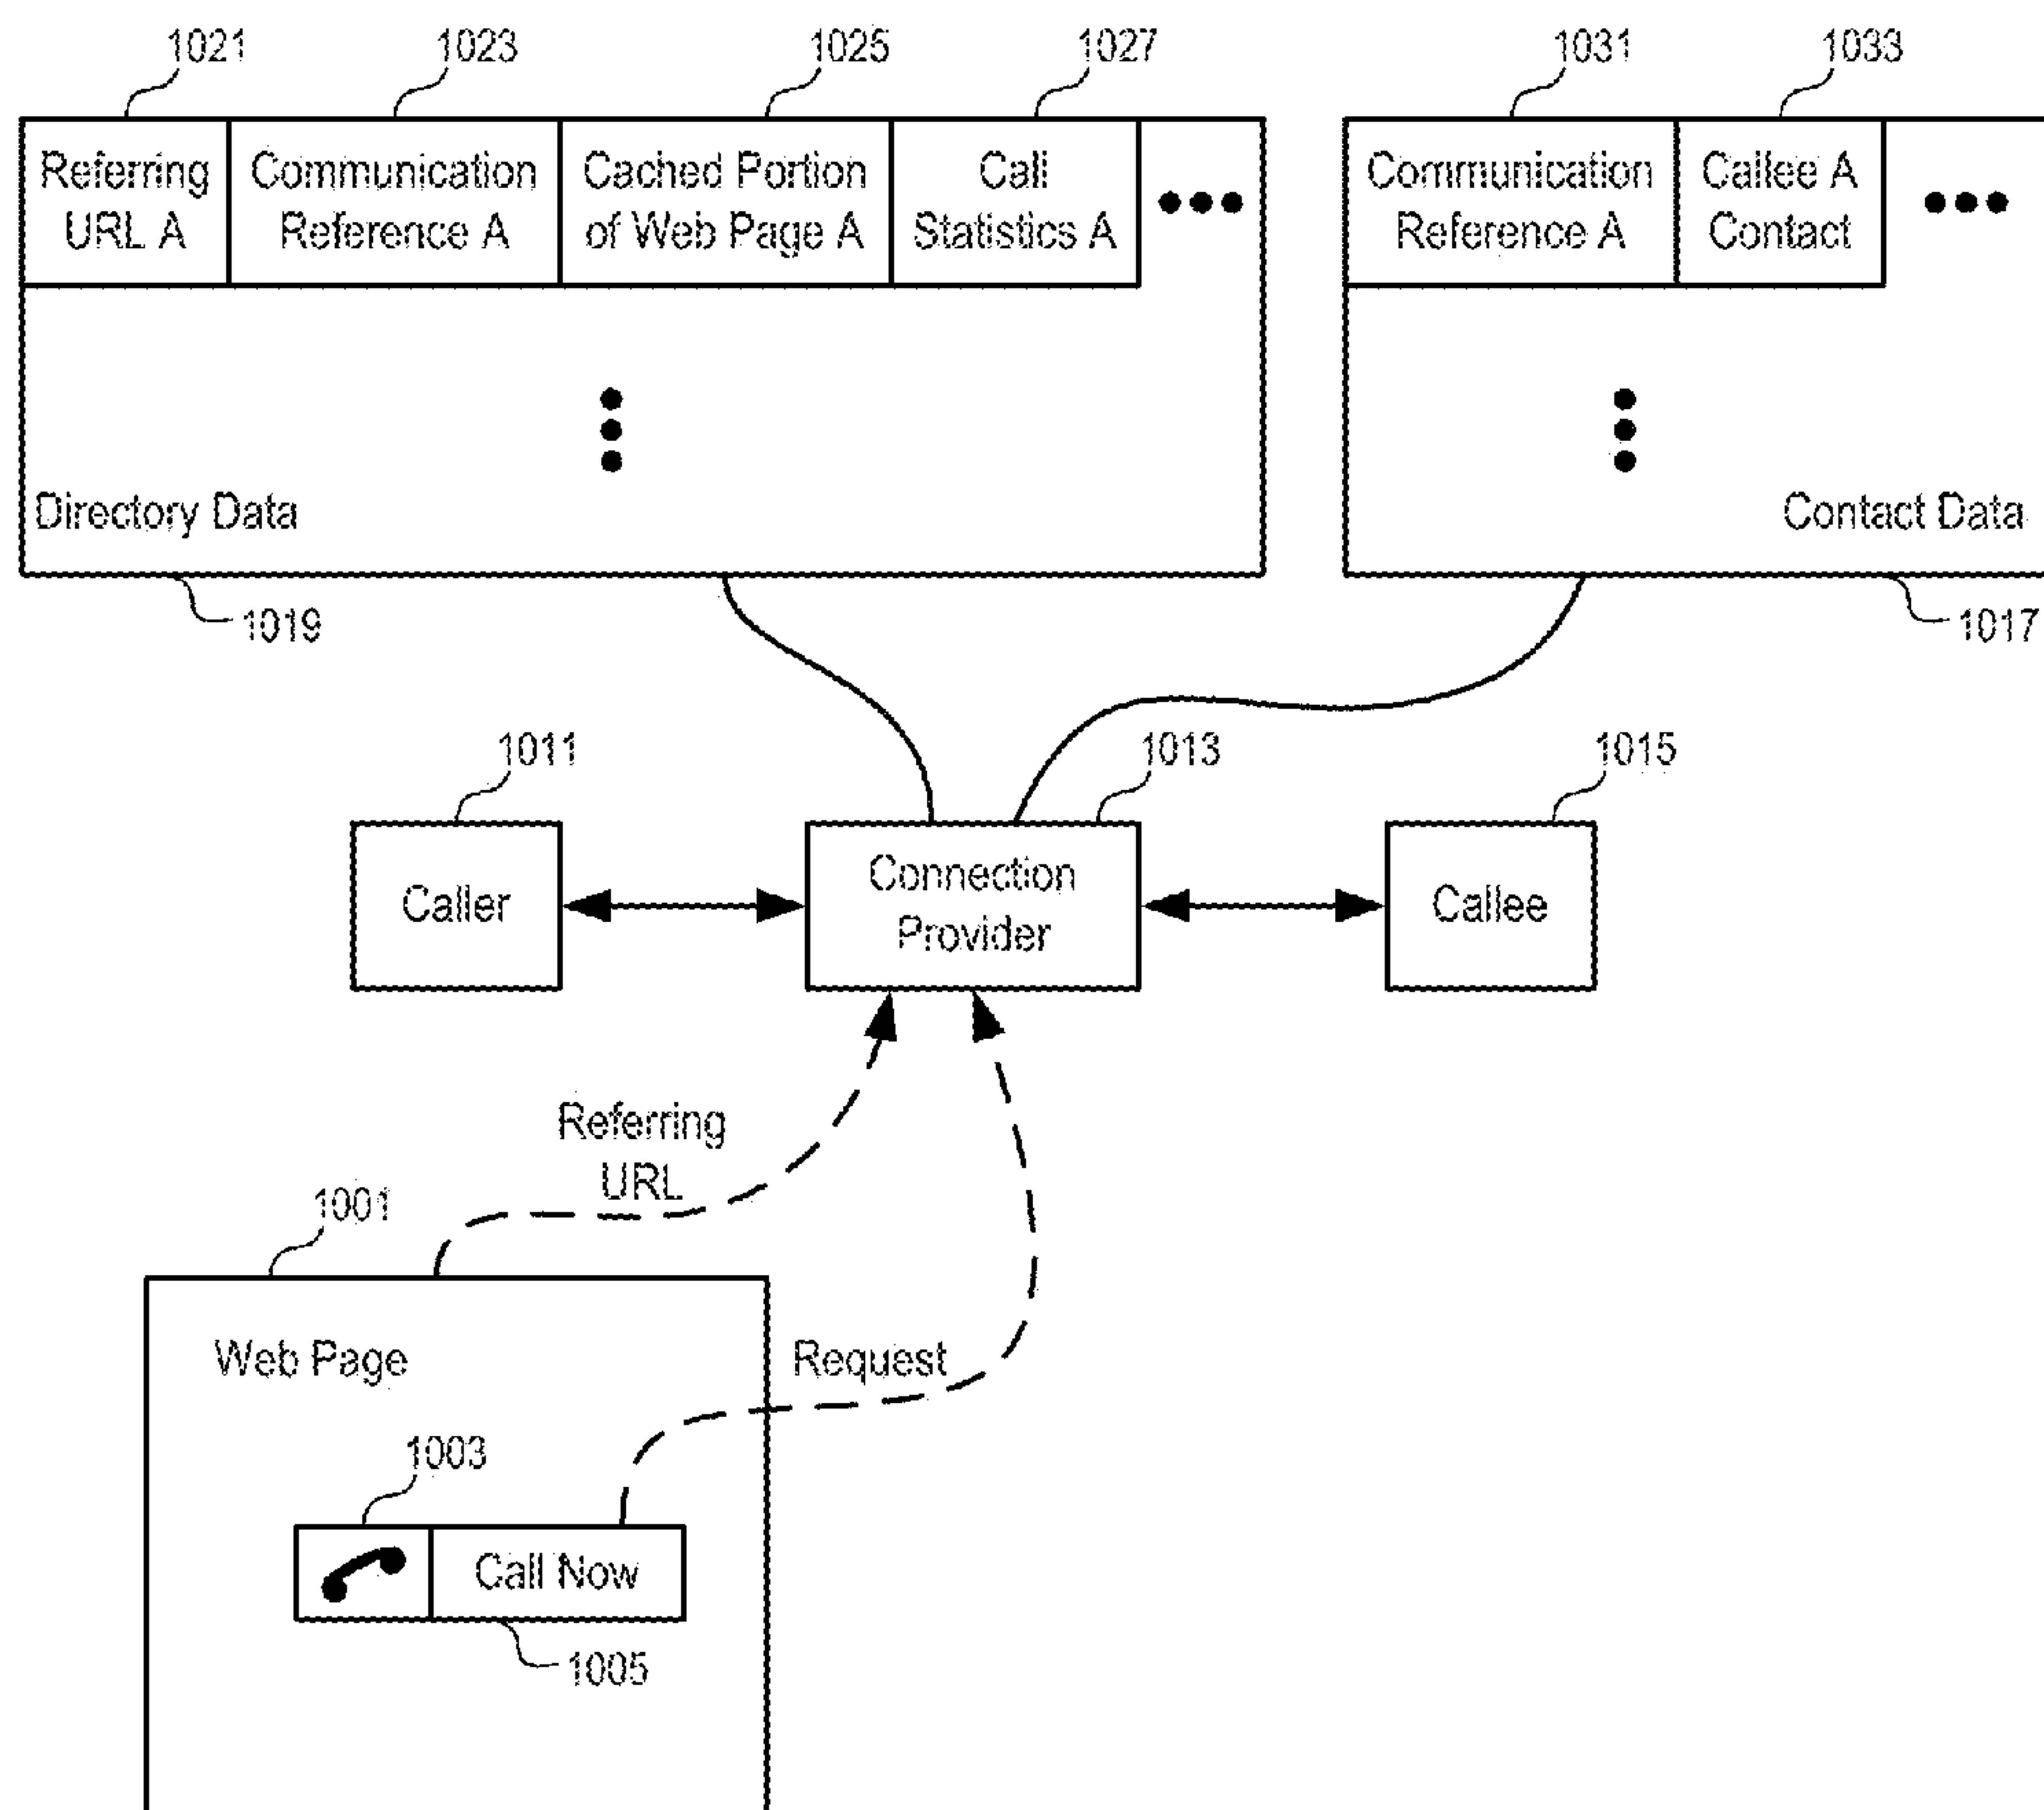 1021
1023
1025
1027
1031
1033
Referring
URL A
Communication
Reference A
Cached Portion
of Web Page A
Call
Statistics A
Communication
Reference A
Callee A
Contact
Directory Data
Contact Data
1019
1017
1011
1013
1015
Caller
Connection
Provider
Callee
Referring
URL
1001
Web Page
Request
1003
Call Now
1005